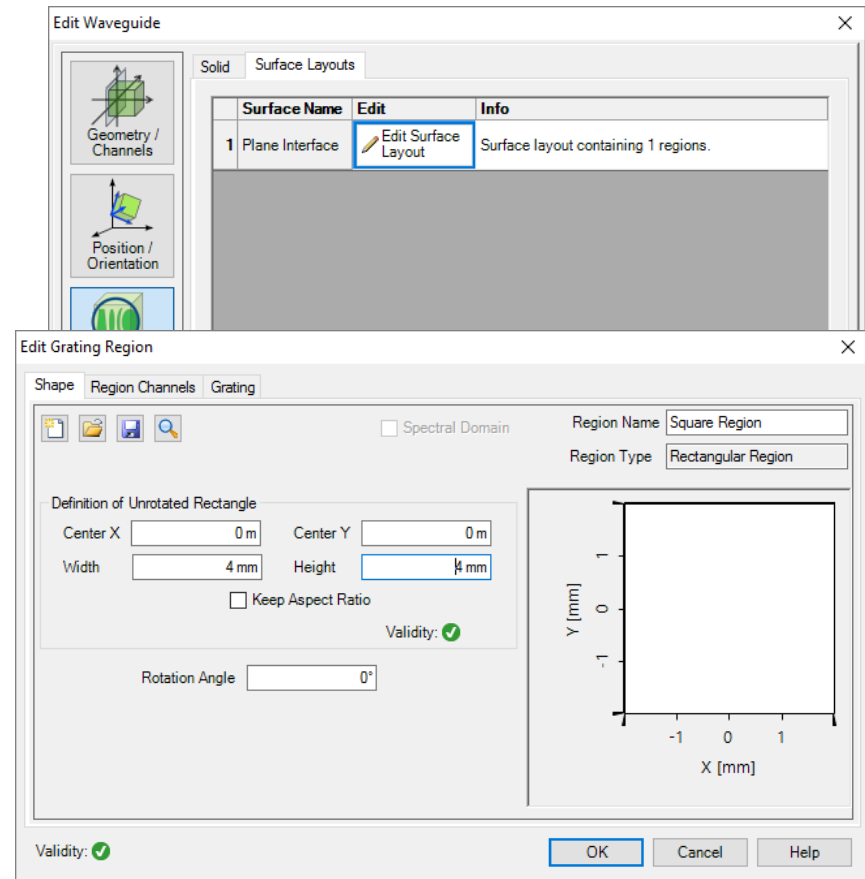 Edit Waveguide
Solid Surface Layouts
Geometry / Channels
Surface Name Edit Info
1 Plane Interface Edit Surface Layout Surface layout containing 1 regions.
Position / Orientation
Edit Grating Region
Shape Region Channels Grating
Spectral Domain
Region Name Square Region
Region Type Rectangular Region
Definition of Unrotated Rectangle
Center X 0 m Center Y 0 m
Width 4 mm Height 4 mm
Keep Aspect Ratio
Validity:
Rotation Angle 0°
Y [mm]
1
0
-1
-1 0 1
X [mm]
Validity:
OK Cancel Help